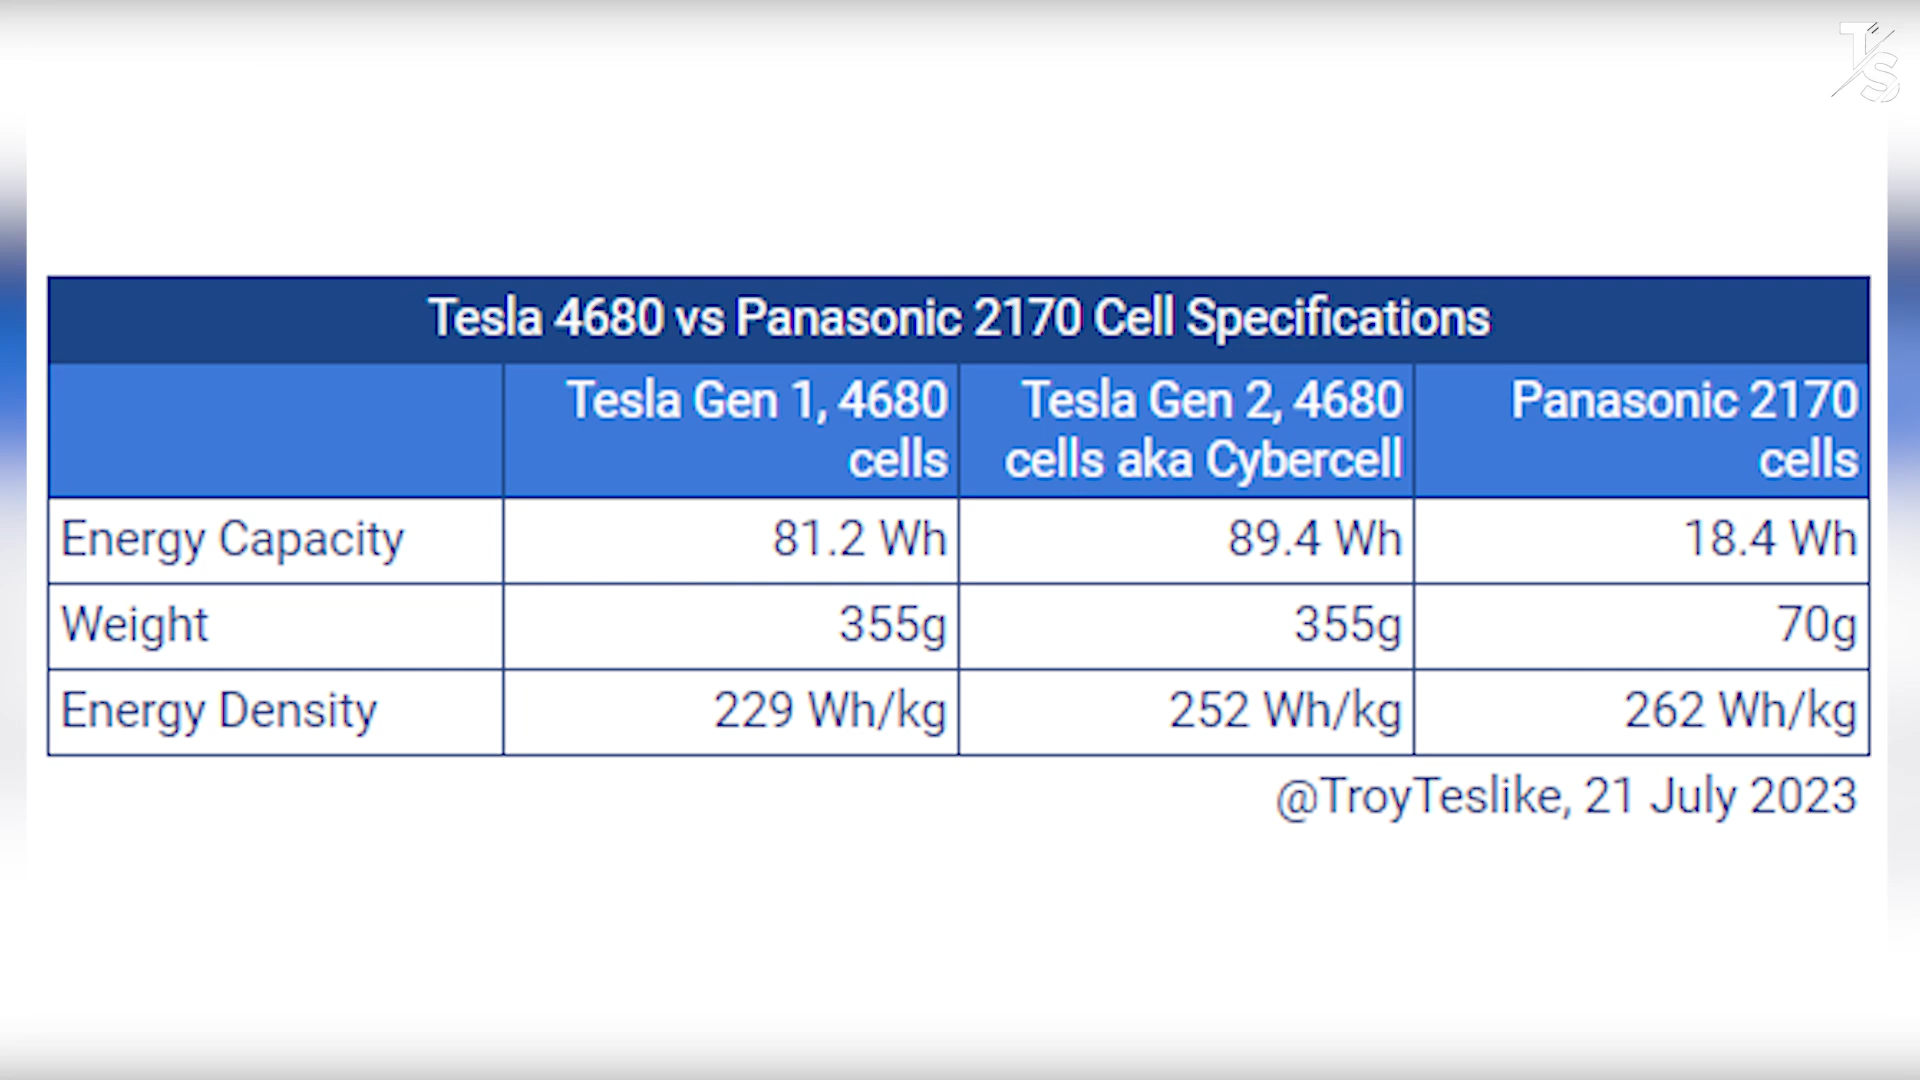 TS
Tesla 4680 vs Panasonic 2170 Cell Specifications
Tesla Gen 1, 4680 cells
Tesla Gen 2, 4680 cells aka Cybercell
Panasonic 2170 cells
Energy Capacity 81.2 Wh 89.4 Wh 18.4 Wh
Weight 355g 355g 70g
Energy Density 229 Wh/kg 252 Wh/kg 262 Wh/kg
@TroyTeslike, 21 July 2023